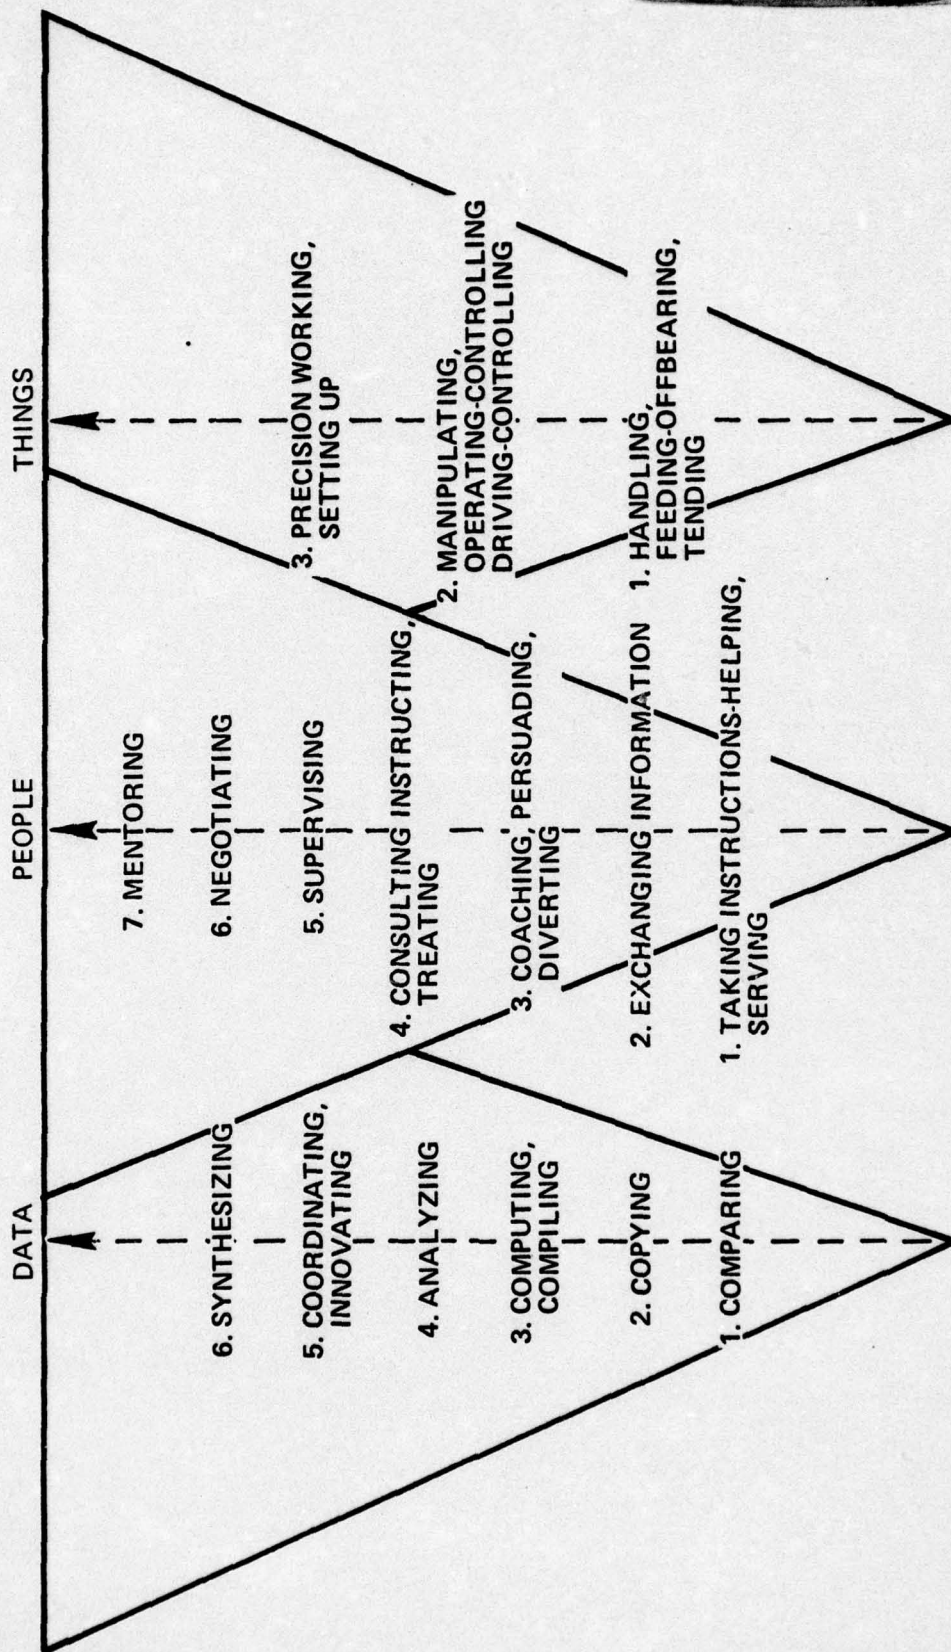 DATA
6. SYNTHESIZING
5. COORDINATING,
INNOVATING
4. ANALYZING
3. COMPUTING,
COMPILING
2. COPYING
1. COMPARING
PEOPLE
7. MENTORING
6. NEGOTIATING
5. SUPERVISING
4. CONSULTING INSTRUCTING,
TREATING
3. COACHING, PERSUADING,
DIVERTING
2. EXCHANGING INFORMATION
1. TAKING INSTRUCTIONS-HELPING,
SERVING
THINGS
3. PRECISION WORKING,
SETTING UP
2. MANIPULATING,
OPERATING-CONTROLLING
DRIVING-CONTROLLING
1. HANDLING,
FEEDING-OFFBEARING,
TENDING